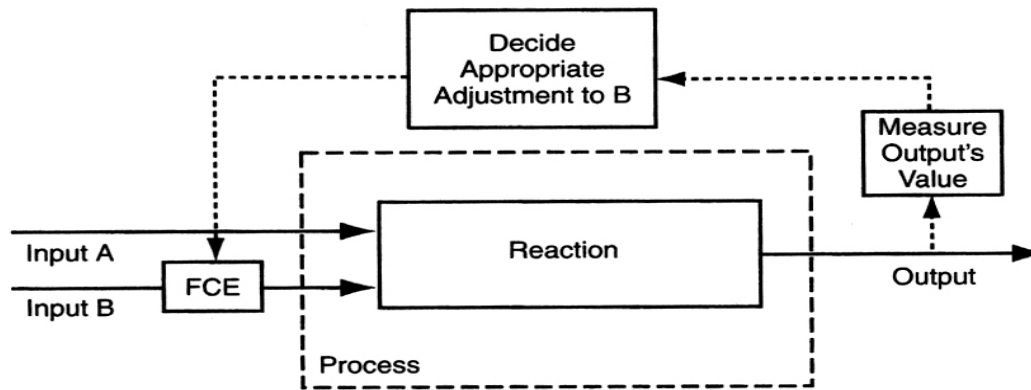 Decide
Appropriate
Adjustment to B
Measure
Output's
Value
Input A
Reaction
FCE
Output
Input B
Process